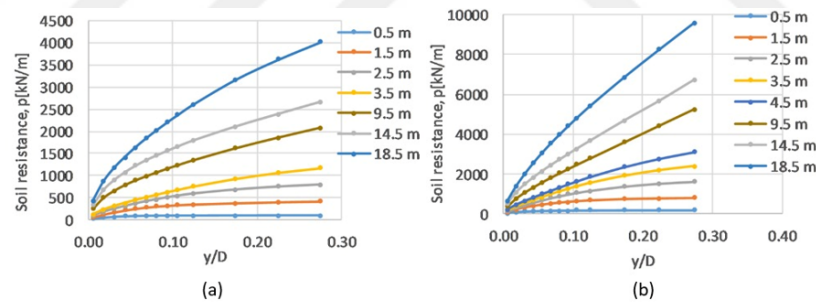 4500
4000
3500
3000
2500
2000
1500
1000
500
0
Soil resistance, p[kN/m]
0.00 0.10 0.20 0.30
y/D
0.5 m
1.5 m
2.5 m
3.5 m
9.5 m
14.5 m
18.5 m
(a)
10000
8000
6000
4000
2000
0
Soil resistance, p[kN/m]
0.00 0.10 0.20 0.30 0.40
y/D
0.5 m
1.5 m
2.5 m
3.5 m
4.5 m
9.5 m
14.5 m
18.5 m
(b)